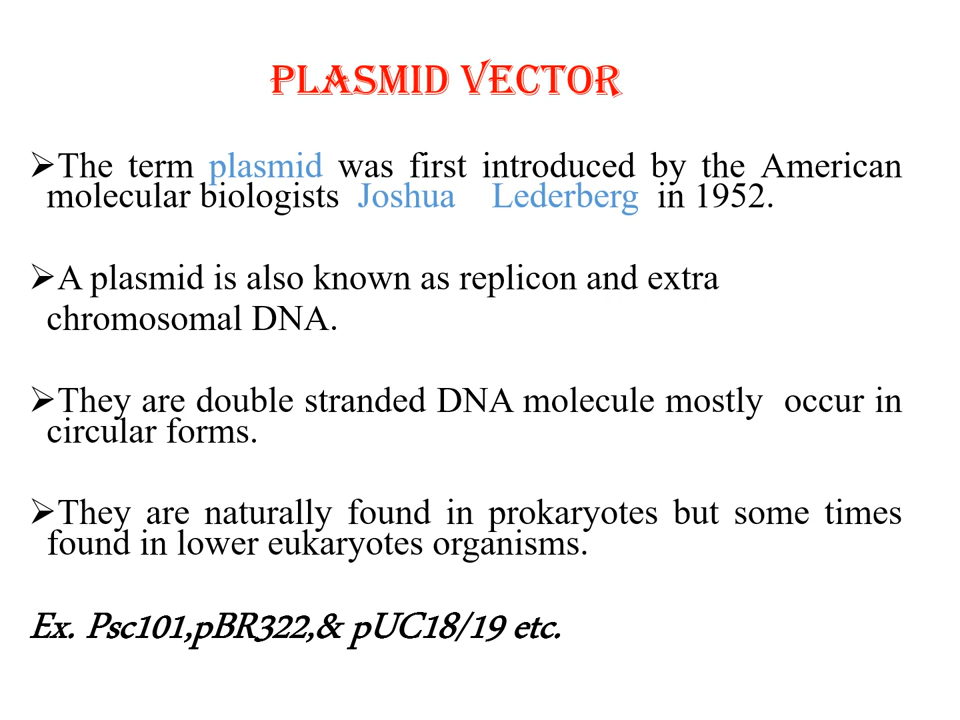 PLASMID VECTOR
➢The term plasmid was first introduced by the American
molecular biologists Joshua Lederberg in 1952.
➢A plasmid is also known as replicon and extra
chromosomal DNA.
➢They are double stranded DNA molecule mostly occur in
circular forms.
➢They are naturally found in prokaryotes but some times
found in lower eukaryotes organisms.
Ex. Psc101,pBR322,& pUC18/19 etc.